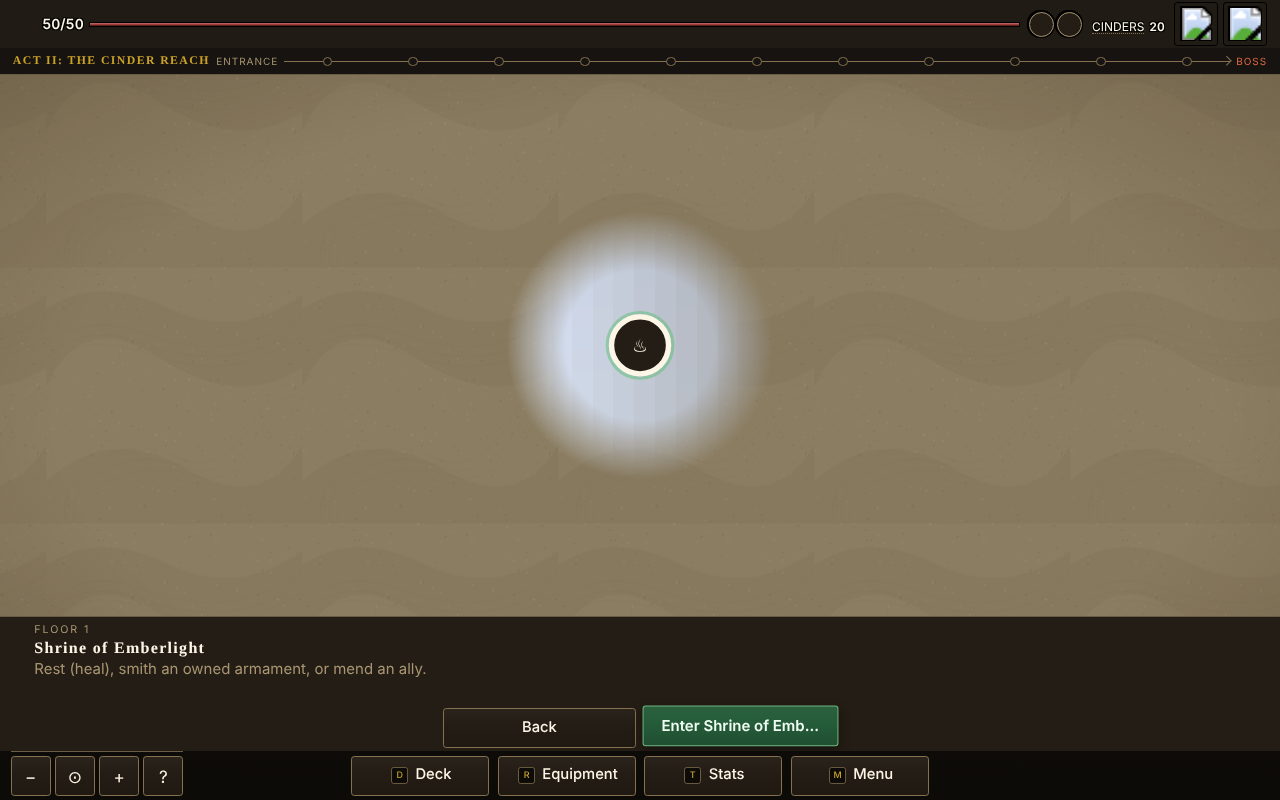 50/50
CINDERS 20
ACT II: THE CINDER REACH ENTRANCE
BOSS
FLOOR 1
Shrine of Emberlight
Rest (heal), smith an owned armament, or mend an ally.
Back
Enter Shrine of Emb...
− ⊙ + ?
D Deck
R Equipment
T Stats
M Menu